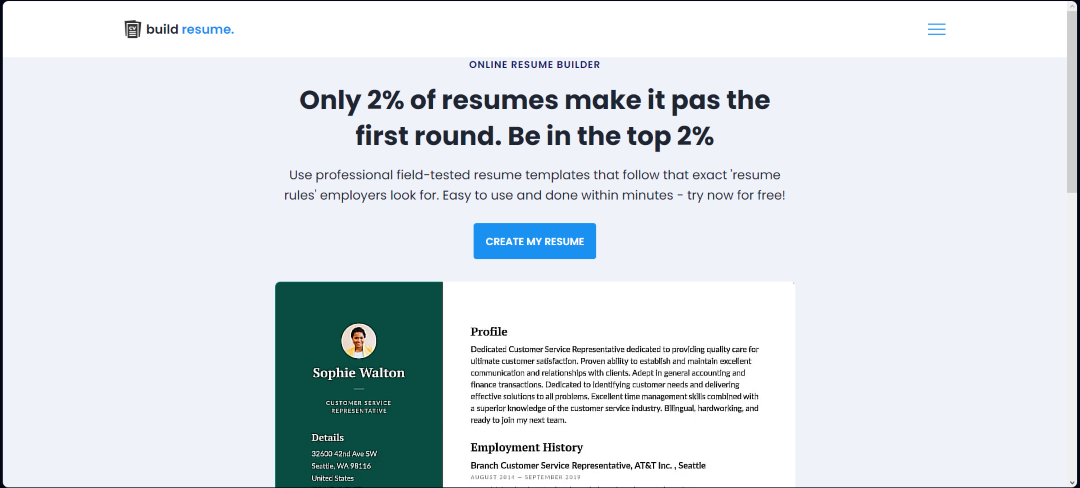 build resume.
ONLINE RESUME BUILDER
Only 2% of resumes make it pas the
first round. Be in the top 2%
Use professional field-tested resume templates that follow that exact 'resume
rules' employers look for. Easy to use and done within minutes - try now for free!
CREATE MY RESUME
Sophie Walton
CUSTOMER SERVICE
REPRESENTATIVE
Details
32600 42nd Ave SW
Seattle, WA 98116
United States
Profile
Dedicated Customer Service Representative dedicated to providing quality care for
ultimate customer satisfaction. Proven ability to establish and maintain excellent
communication and relationships with clients. Adept in general accounting and
finance transactions. Dedicated to identifying customer needs and delivering
effective solutions to all problems. Excellent time management skills combined with
a superior knowledge of the customer service industry. Bilingual, hardworking, and
ready to join my next team.
Employment History
Branch Customer Service Representative, AT&T Inc. , Seattle
AUGUST 2014 — SEPTEMBER 2019